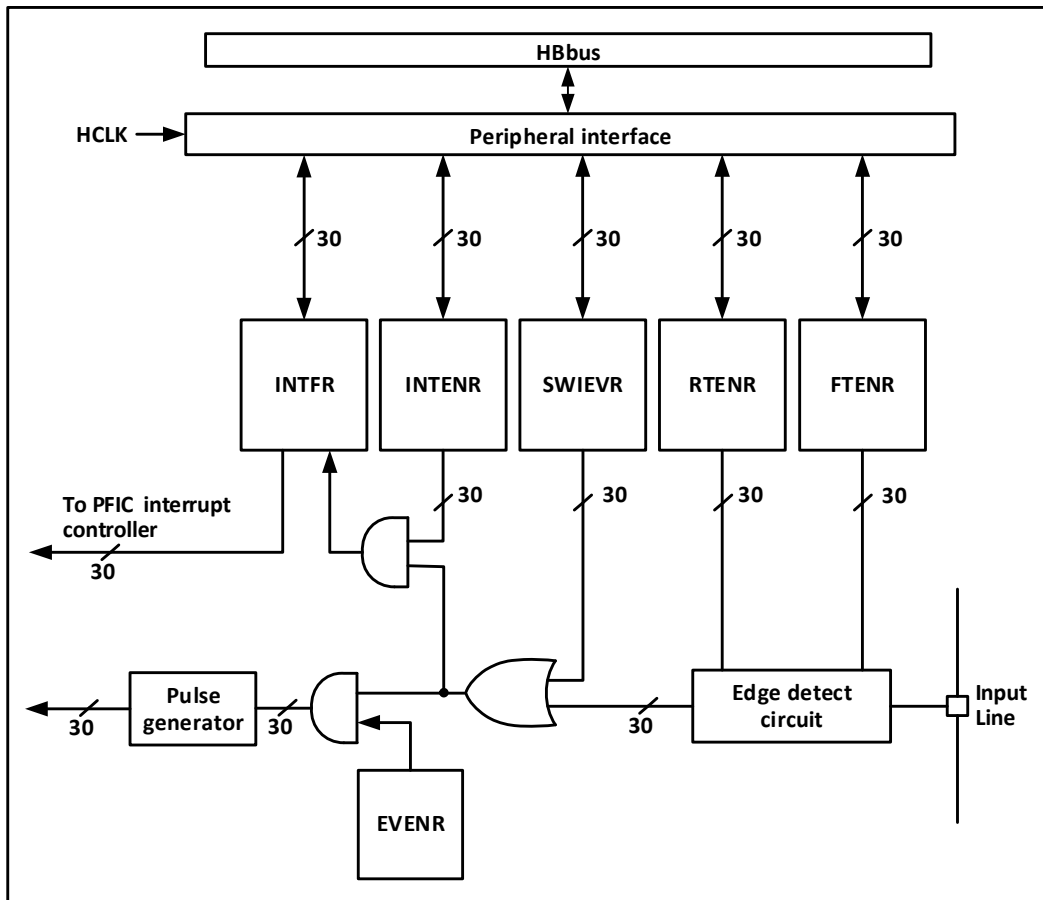 HBbus
HCLK
Peripheral interface
30 30 30 30 30
INTFR INTENR SWIEVR RTENR FTENR
30 30 30 30
To PFIC interrupt
controller
30
Pulse
generator
Edge detect
circuit
Input
Line
30 30 30
EVENR